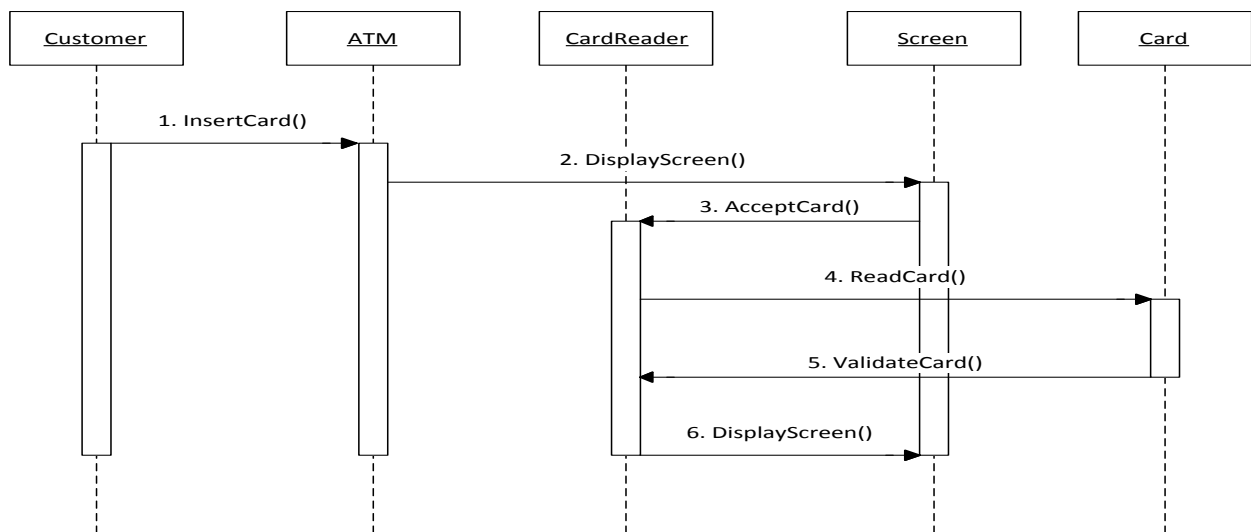 Customer
ATM
CardReader
Screen
Card
1. InsertCard()
2. DisplayScreen()
3. AcceptCard()
4. ReadCard()
5. ValidateCard()
6. DisplayScreen()